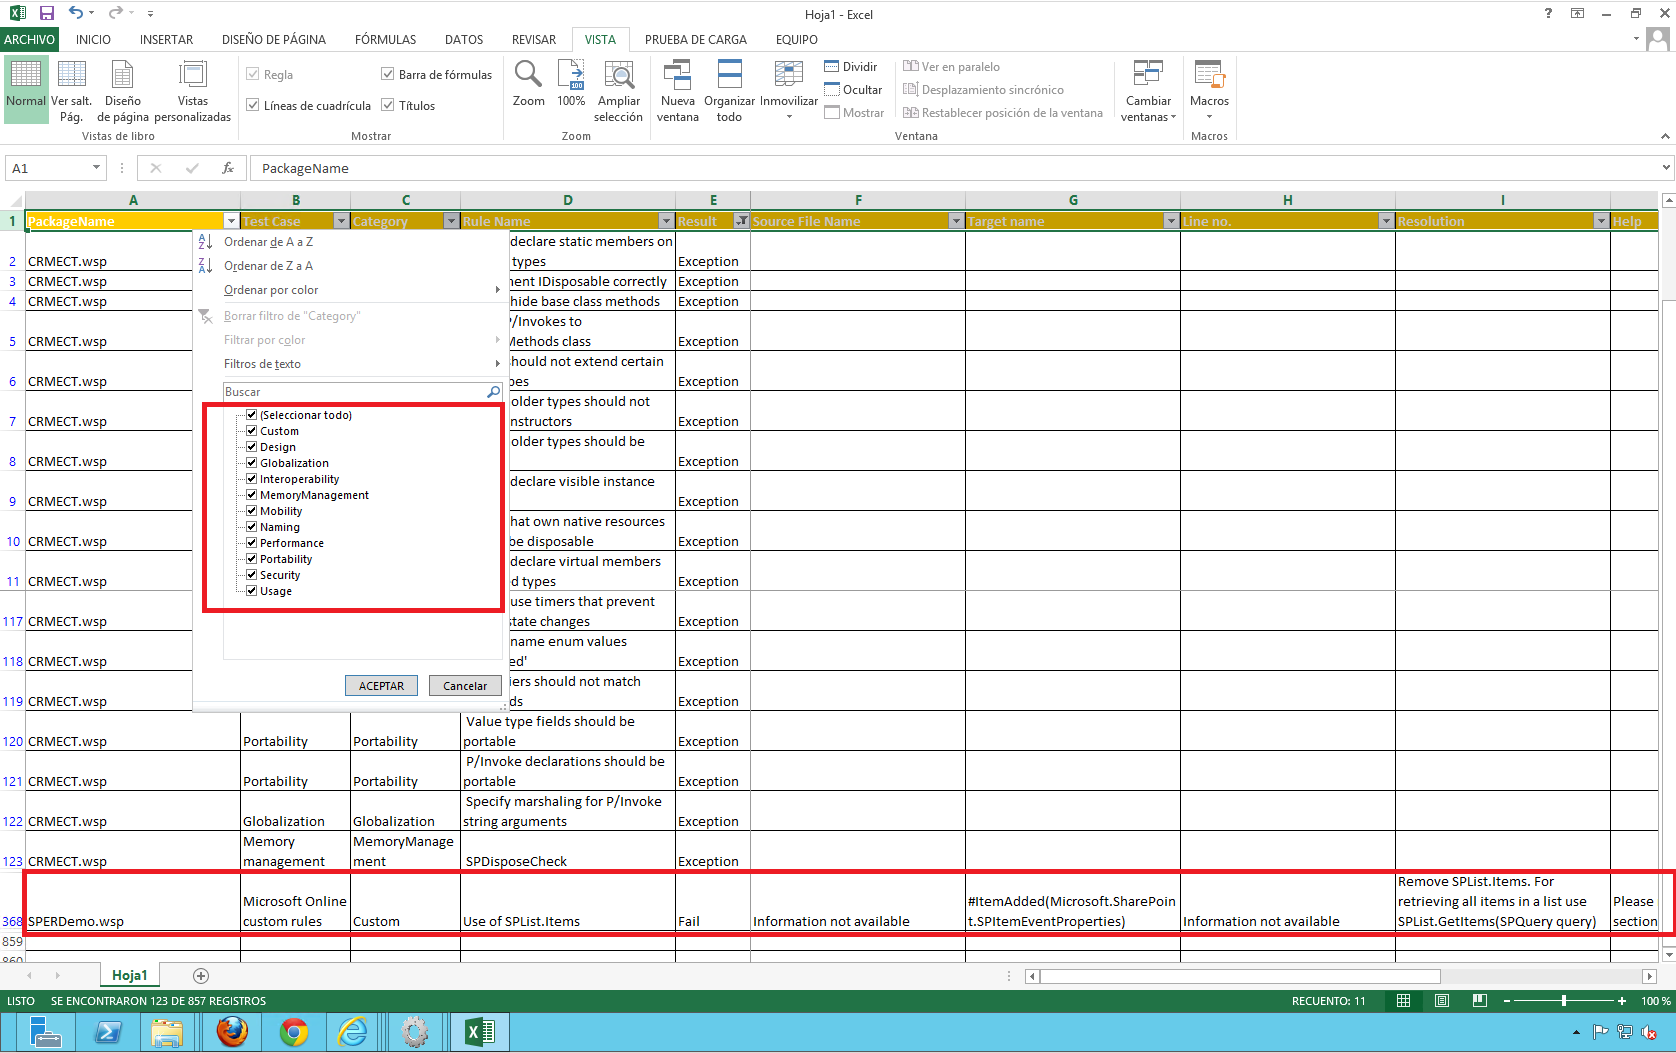 Hoja1 - Excel
?
ARCHIVO INICIO INSERTAR DISEÑO DE PÁGINA FÓRMULAS DATOS REVISAR VISTA PRUEBA DE CARGA EQUIPO
Normal
Ver salt. Pág.
Diseño de página
Vistas personalizadas
Vistas de libro
Regla
Barra de fórmulas
Líneas de cuadrícula
Títulos
Mostrar
Zoom
100%
Ampliar selección
Zoom
Nueva ventana
Organizar todo
Inmovilizar
Dividir
Ocultar
Mostrar
Ver en paralelo
Desplazamiento sincrónico
Restablecer posición de la ventana
Ventana
Cambiar ventanas
Macros
Macros
A1
fx
PackageName
A B C D E F G H I
1 PackageName Test Case Category Rule Name Result Source File Name Target name Line no. Resolution Help
Ordenar de A a Z
Ordenar de Z a A
Ordenar por color
Borrar filtro de "Category"
Filtrar por color
Filtros de texto
Buscar
(Seleccionar todo)
Custom
Design
Globalization
Interoperability
MemoryManagement
Mobility
Naming
Performance
Portability
Security
Usage
ACEPTAR Cancelar
declare static members on
2 CRMECT.wsp types Exception
3 CRMECT.wsp ent IDisposable correctly Exception
4 CRMECT.wsp hide base class methods Exception
P/Invokes to
5 CRMECT.wsp Methods class Exception
should not extend certain
6 CRMECT.wsp pes Exception
older types should not
7 CRMECT.wsp nstructors Exception
older types should be
8 CRMECT.wsp Exception
declare visible instance
9 CRMECT.wsp Exception
hat own native resources
10 CRMECT.wsp be disposable Exception
declare virtual members
11 CRMECT.wsp d types Exception
use timers that prevent
117 CRMECT.wsp state changes Exception
name enum values
118 CRMECT.wsp ed' Exception
iers should not match
119 CRMECT.wsp ds Exception
Value type fields should be
120 CRMECT.wsp Portability Portability portable Exception
P/Invoke declarations should be
121 CRMECT.wsp Portability Portability portable Exception
Specify marshaling for P/Invoke
122 CRMECT.wsp Globalization Globalization string arguments Exception
Memory MemoryManage
123 CRMECT.wsp management ment SPDisposeCheck Exception
Remove SPList.Items. For
Microsoft Online #ItemAdded(Microsoft.SharePoin retrieving all items in a list use Please
368 SPERDemo.wsp custom rules Custom Use of SPList.Items Fail Information not available t.SPItemEventProperties) Information not available SPList.GetItems(SPQuery query) section
859
860
Hoja1
LISTO SE ENCONTRARON 123 DE 857 REGISTROS RECUENTO: 11 100 %